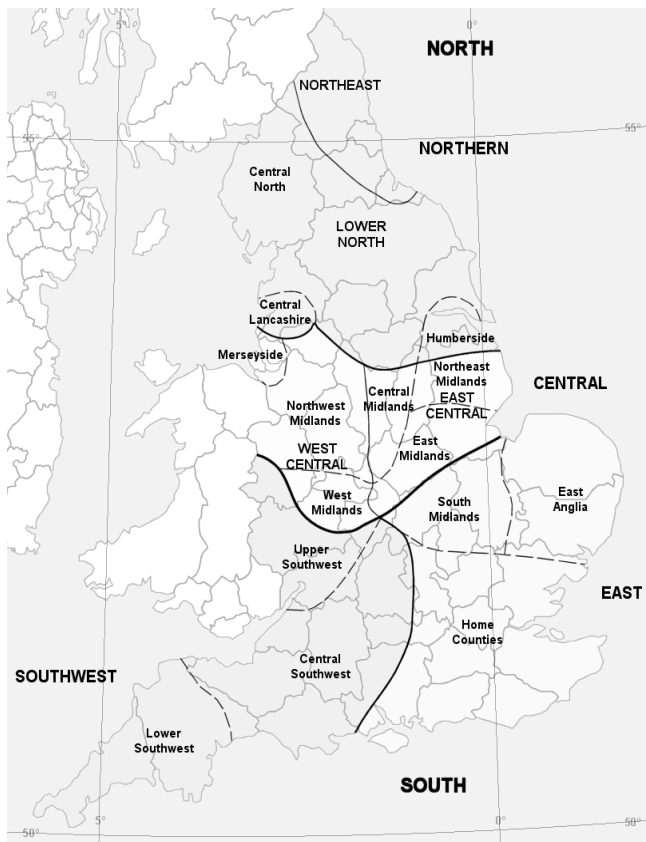 5°
0°
NORTH
NORTHEAST
55°
55°
NORTHERN
Central
North
LOWER
NORTH
Central
Lancashire
Humberside
Merseyside
Northeast
Midlands
CENTRAL
Central
Midlands
EAST
CENTRAL
Northwest
Midlands
East
Midlands
WEST
CENTRAL
West
Midlands
South
Midlands
East
Anglia
Upper
Southwest
EAST
Home
Counties
Central
Southwest
SOUTHWEST
Lower
Southwest
SOUTH
5°
0°
50°
50°